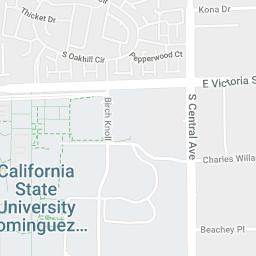 Kona Dr
Thicket Dr
S Oakhill Cir
Pepperwood Ct
E Victoria S
Birch Knoll
S Central Ave
Charles Willa
California
State
University
ominguez...
Beachey Pl